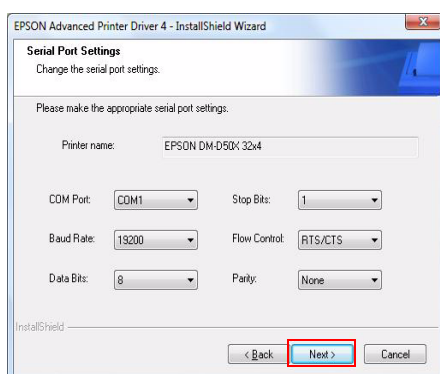 EPSON Advanced Printer Driver 4 - InstallShield Wizard
Serial Port Settings
Change the serial port settings.
Please make the appropriate serial port settings.
Printer name: EPSON DM-D50X 32x4
COM Port: COM1 Stop Bits: 1
Baud Rate: 19200 Flow Control: RTS/CTS
Data Bits: 8 Parity: None
InstallShield
< Back Next > Cancel